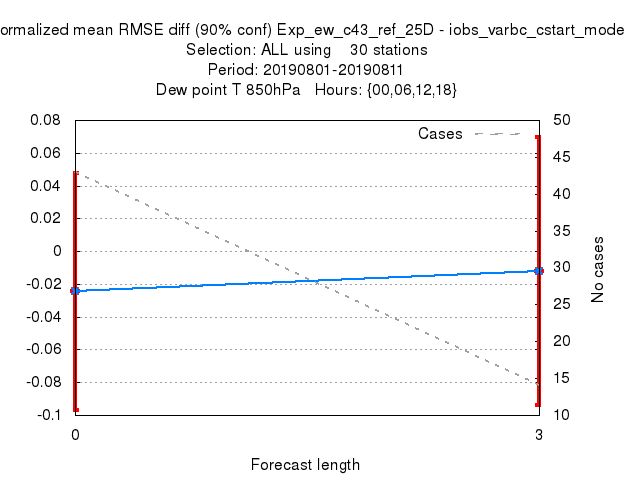 ormalized mean RMSE diff (90% conf) Exp_ew_c43_ref_25D - iobs_varbc_cstart_mode
Selection: ALL using 30 stations
Period: 20190801-20190811
Dew point T 850hPa Hours: {00,06,12,18}
Cases
0.08
0.06
0.04
0.02
0
-0.02
-0.04
-0.06
-0.08
-0.1
50
45
40
35
30
25
20
15
10
No cases
0 3
Forecast length